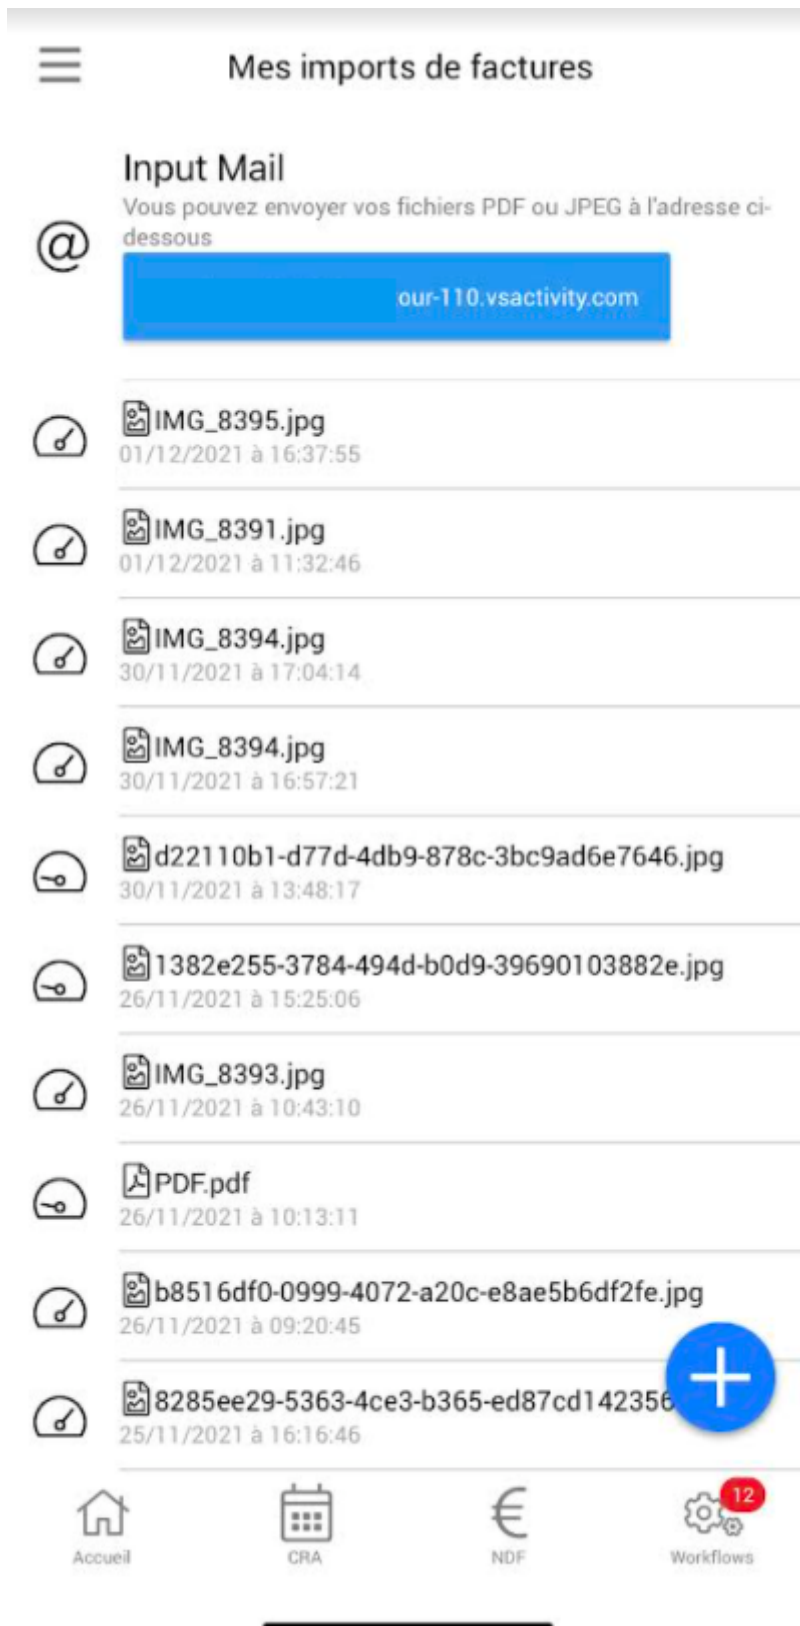 Mes imports de factures
Input Mail
Vous pouvez envoyer vos fichiers PDF ou JPEG à l'adresse ci-
dessous
@
our-110.vsactivity.com
IMG_8395.jpg
01/12/2021 à 16:37:55
IMG_8391.jpg
01/12/2021 à 11:32:46
IMG_8394.jpg
30/11/2021 à 17:04:14
IMG_8394.jpg
30/11/2021 à 16:57:21
d22110b1-d77d-4db9-878c-3bc9ad6e7646.jpg
30/11/2021 à 13:48:17
1382e255-3784-494d-b0d9-39690103882e.jpg
26/11/2021 à 15:25:06
IMG_8393.jpg
26/11/2021 à 10:43:10
PDF.pdf
26/11/2021 à 10:13:11
b8516df0-0999-4072-a20c-e8ae5b6df2fe.jpg
26/11/2021 à 09:20:45
8285ee29-5363-4ce3-b365-ed87cd142356
25/11/2021 à 16:16:46
12
Accueil
CRA
NDF
Workflows